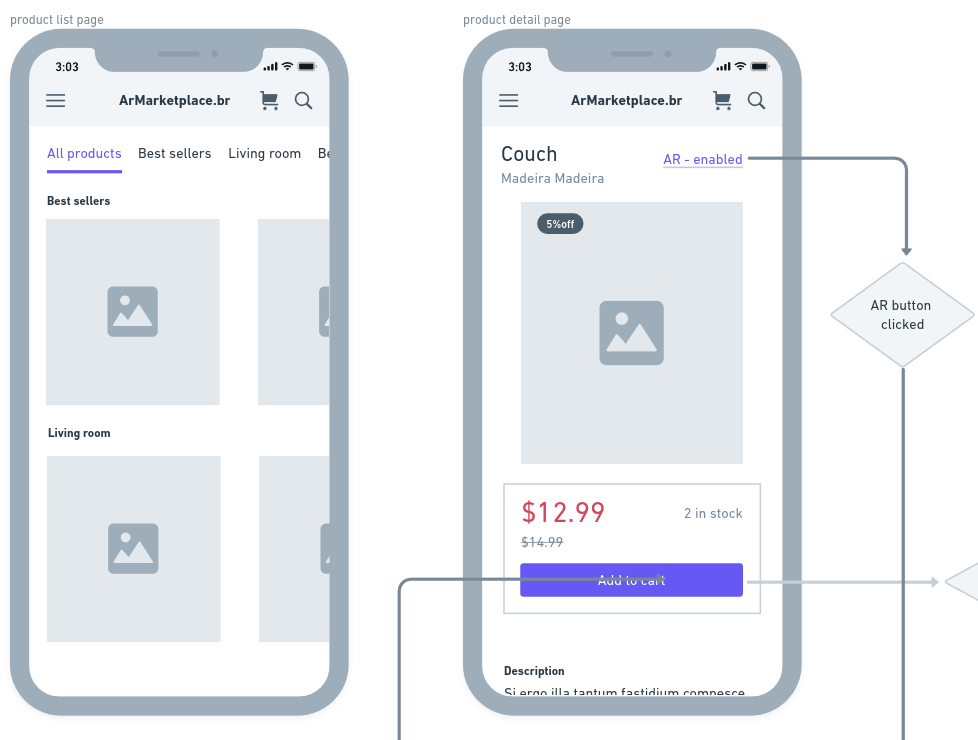 product list page
3:03
ArMarketplace.br
All products Best sellers Living room Be
Best sellers
Living room
product detail page
3:03
ArMarketplace.br
Couch
AR - enabled
Madeira Madeira
5%off
$12.99
2 in stock
$14.99
Add to cart
Description
Si ergo illa tantum fastidium compesce
AR button
clicked